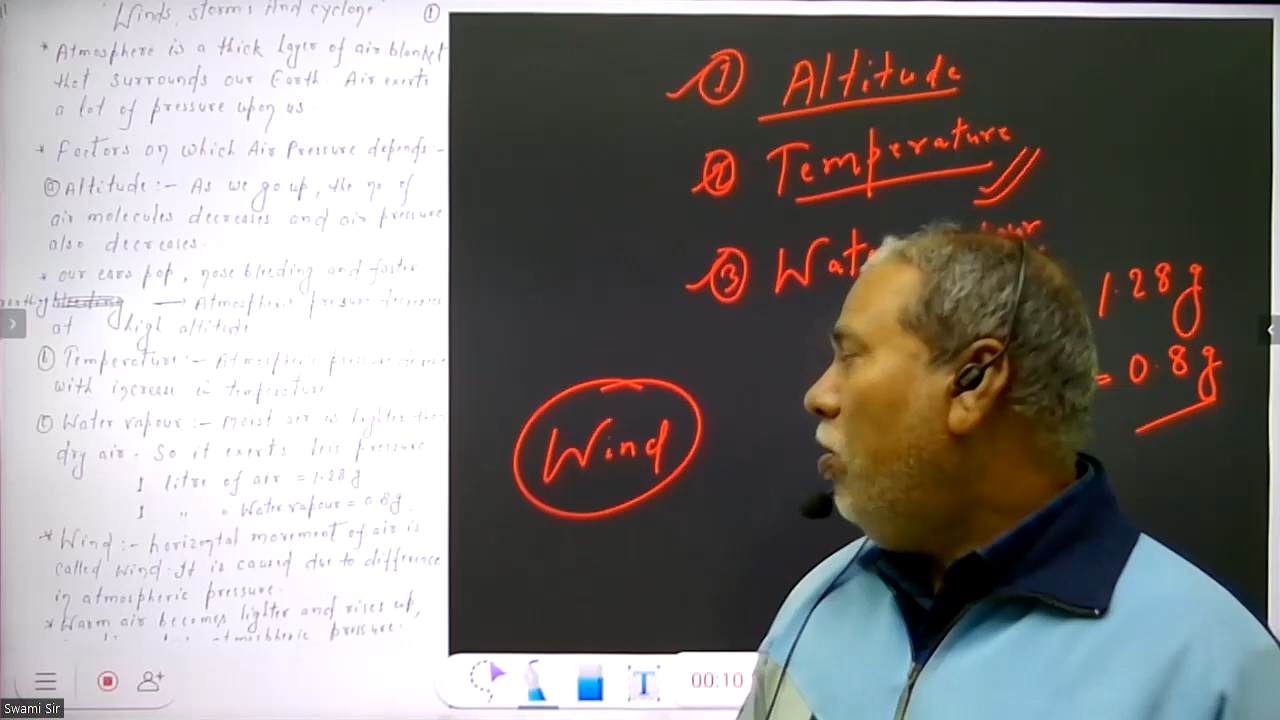 Winds, storms And cyclone ①
* Atmosphere is a thick layer of air blanket
that surrounds our Earth. Air exerts
a lot of pressure upon us.
* Factors on which Air Pressure depends:-
ⓐ Altitude :- As we go up, the no of
air molecules decreases and air pressure
also decreases.
* our ears pop, nose bleeding and faster
→ Atmospheric pressure decreases
at high altitude
ⓑ Temperature :- Atmospheric pressure
with increase in temperature
ⓒ Water vapour :- Moist air is lighter than
dry air. So it exerts less pressure
1 litre of air = 1.28 g
1 " " Water vapour = 0.8g.
* Wind :- horizontal movement of air is
called wind. It is caused due to difference
in atmospheric pressure.
* Warm air becomes lighter and rises up,
atmospheric pressure.
① Altitude
② Temperature
③ Wate
1.28g
= 0.8g
Wind
T 00:10
Swami Sir